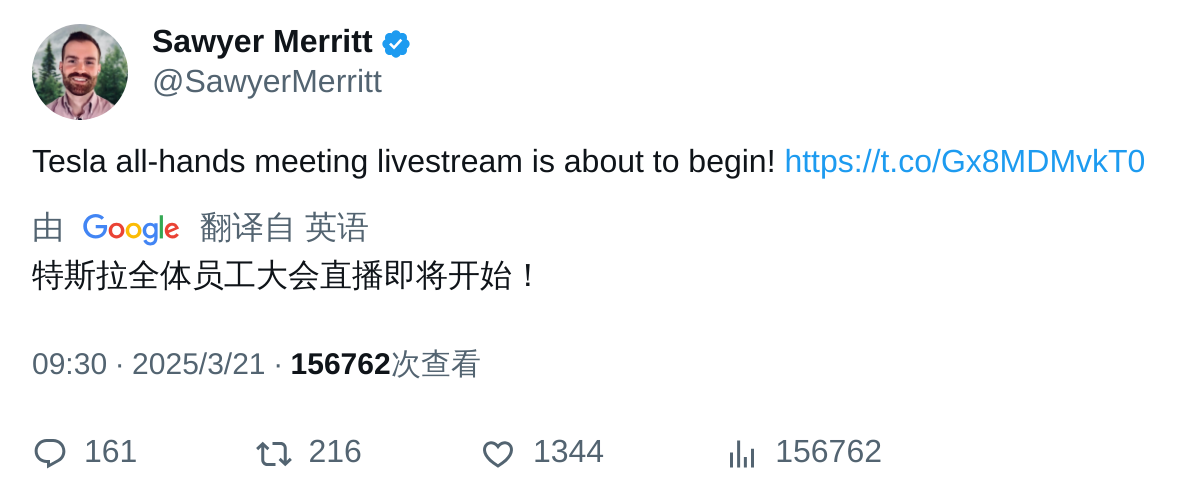 Sawyer Merritt
@SawyerMerritt
Tesla all-hands meeting livestream is about to begin! https://t.co/Gx8MDMvkT0
由 Google 翻译自 英语
特斯拉全体员工大会直播即将开始！
09:30 · 2025/3/21 · 156762次查看
161 216 1344 156762